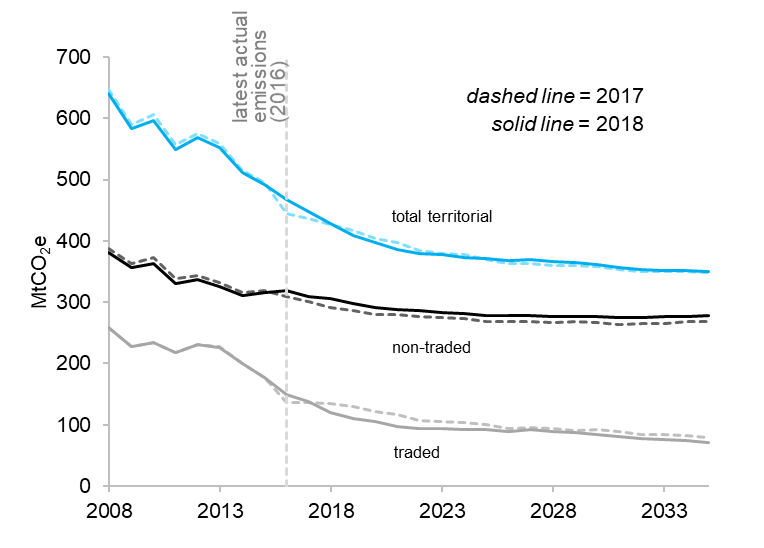 latest actual
emissions
(2016)
700
600
500
400
300
200
100
0
MtCO₂e
dashed line = 2017
solid line = 2018
total territorial
non-traded
traded
2008 2013 2018 2023 2028 2033